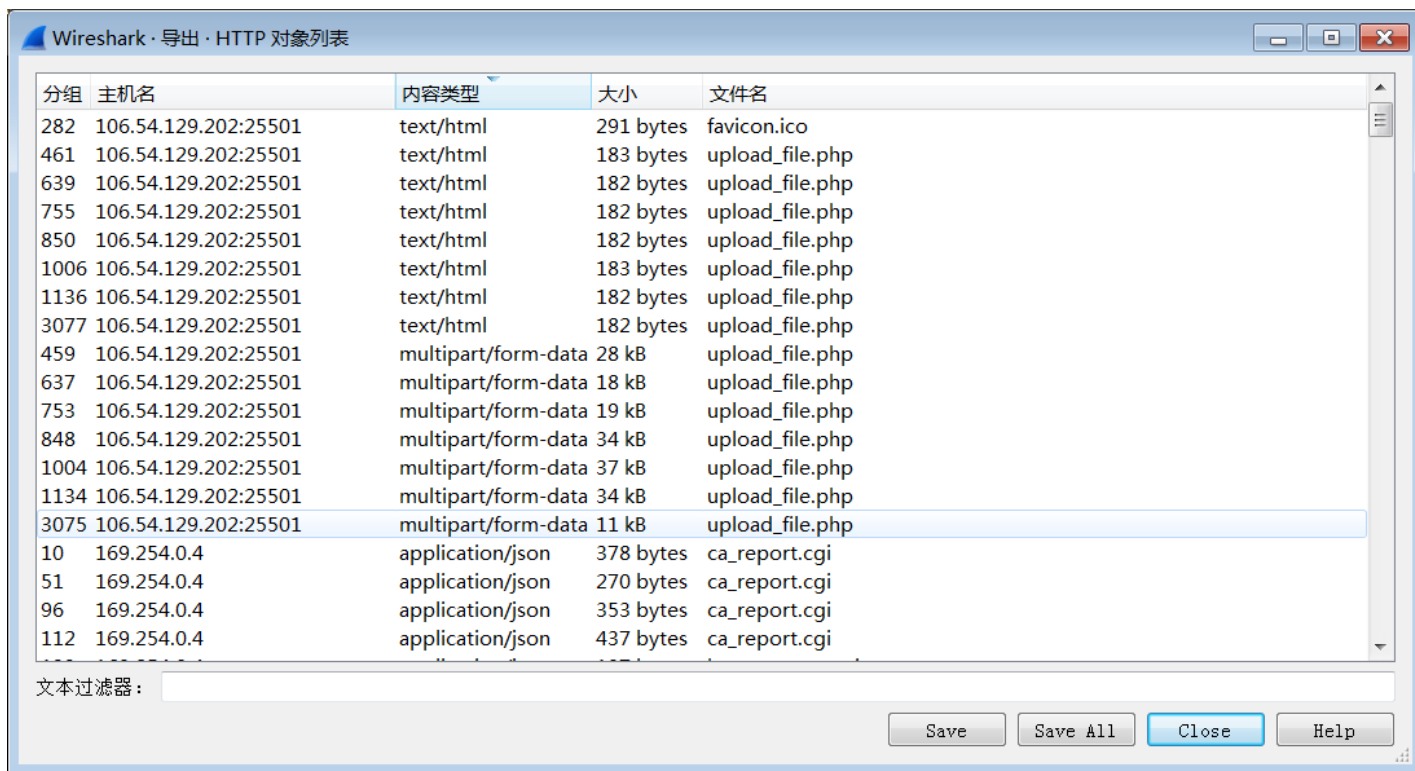 Wireshark · 导出 · HTTP 对象列表
分组 主机名 内容类型 大小 文件名
282 106.54.129.202:25501 text/html 291 bytes favicon.ico
461 106.54.129.202:25501 text/html 183 bytes upload_file.php
639 106.54.129.202:25501 text/html 182 bytes upload_file.php
755 106.54.129.202:25501 text/html 182 bytes upload_file.php
850 106.54.129.202:25501 text/html 182 bytes upload_file.php
1006 106.54.129.202:25501 text/html 183 bytes upload_file.php
1136 106.54.129.202:25501 text/html 182 bytes upload_file.php
3077 106.54.129.202:25501 text/html 182 bytes upload_file.php
459 106.54.129.202:25501 multipart/form-data 28 kB upload_file.php
637 106.54.129.202:25501 multipart/form-data 18 kB upload_file.php
753 106.54.129.202:25501 multipart/form-data 19 kB upload_file.php
848 106.54.129.202:25501 multipart/form-data 34 kB upload_file.php
1004 106.54.129.202:25501 multipart/form-data 37 kB upload_file.php
1134 106.54.129.202:25501 multipart/form-data 34 kB upload_file.php
3075 106.54.129.202:25501 multipart/form-data 11 kB upload_file.php
10 169.254.0.4 application/json 378 bytes ca_report.cgi
51 169.254.0.4 application/json 270 bytes ca_report.cgi
96 169.254.0.4 application/json 353 bytes ca_report.cgi
112 169.254.0.4 application/json 437 bytes ca_report.cgi
文本过滤器:
Save Save All Close Help